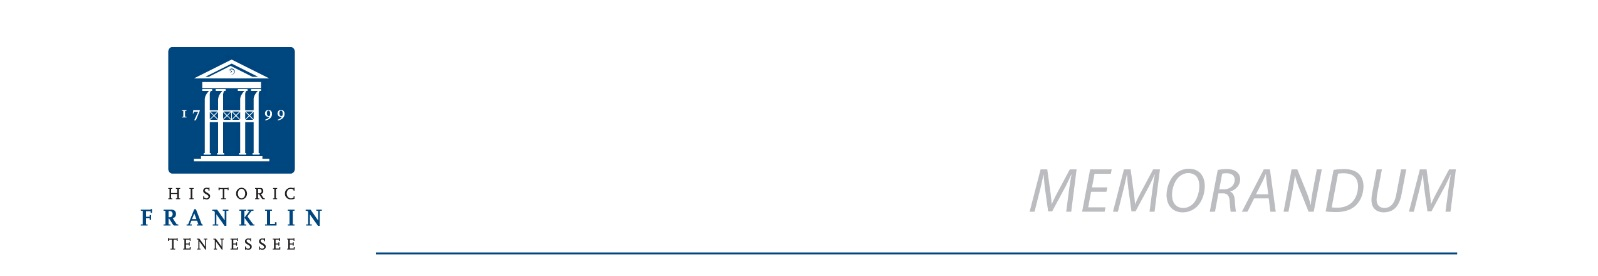 17 99
HISTORIC
FRANKLIN
TENNESSEE
MEMORANDUM